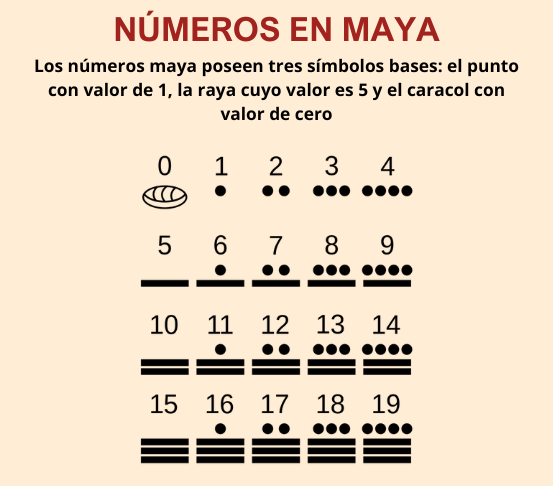 NÚMEROS EN MAYA
Los números maya poseen tres símbolos bases: el punto
con valor de 1, la raya cuyo valor es 5 y el caracol con
valor de cero
0 1 2 3 4
5 6 7 8 9
10 11 12 13 14
15 16 17 18 19